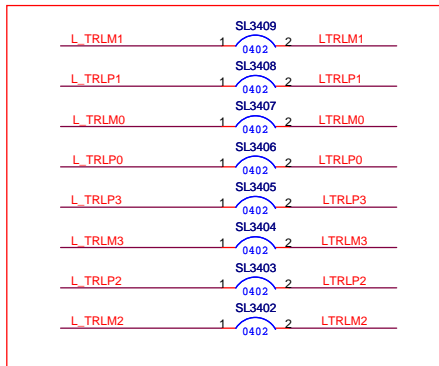 SL3409
L_TRLM1 1 2 LTRLM1
0402
SL3408
L_TRLP1 1 2 LTRLP1
0402
SL3407
L_TRLM0 1 2 LTRLM0
0402
SL3406
L_TRLP0 1 2 LTRLP0
0402
SL3405
L_TRLP3 1 2 LTRLP3
0402
SL3404
L_TRLM3 1 2 LTRLM3
0402
SL3403
L_TRLP2 1 2 LTRLP2
0402
SL3402
L_TRLM2 1 2 LTRLM2
0402